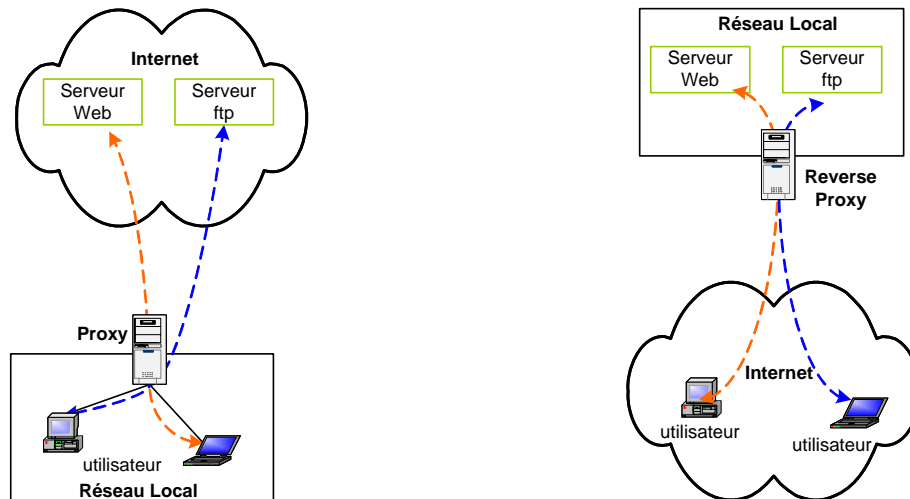 Internet
Serveur
Web
Serveur
ftp
Proxy
utilisateur
Réseau Local
Réseau Local
Serveur
Web
Serveur
ftp
Reverse
Proxy
Internet
utilisateur
utilisateur